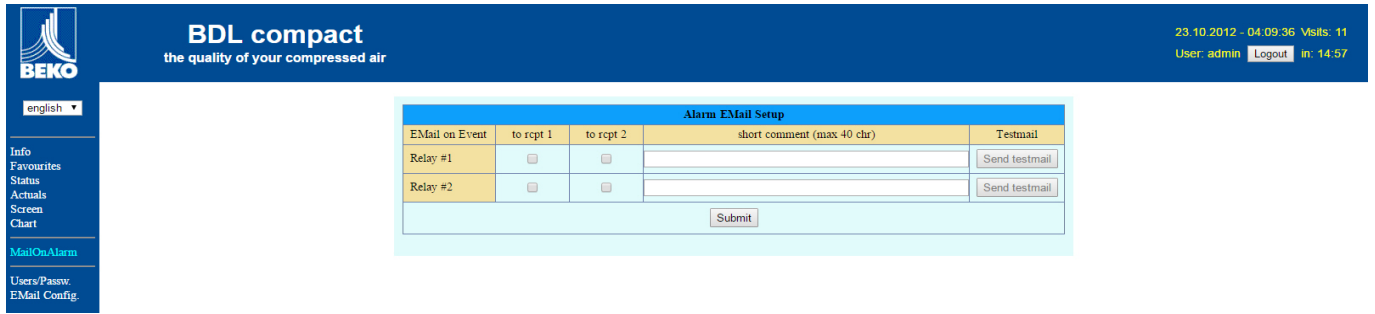 BEKO
BDL compact
the quality of your compressed air
23.10.2012 - 04:09:36 Visits: 11
User: admin Logout in: 14:57
english
Info
Favourites
Status
Actuals
Screen
Chart
MailOnAlarm
Users/Passw.
EMail Config.
Alarm EMail Setup
EMail on Event to rcpt 1 to rcpt 2 short comment (max 40 chr) Testmail
Relay #1 Send testmail
Relay #2 Send testmail
Submit